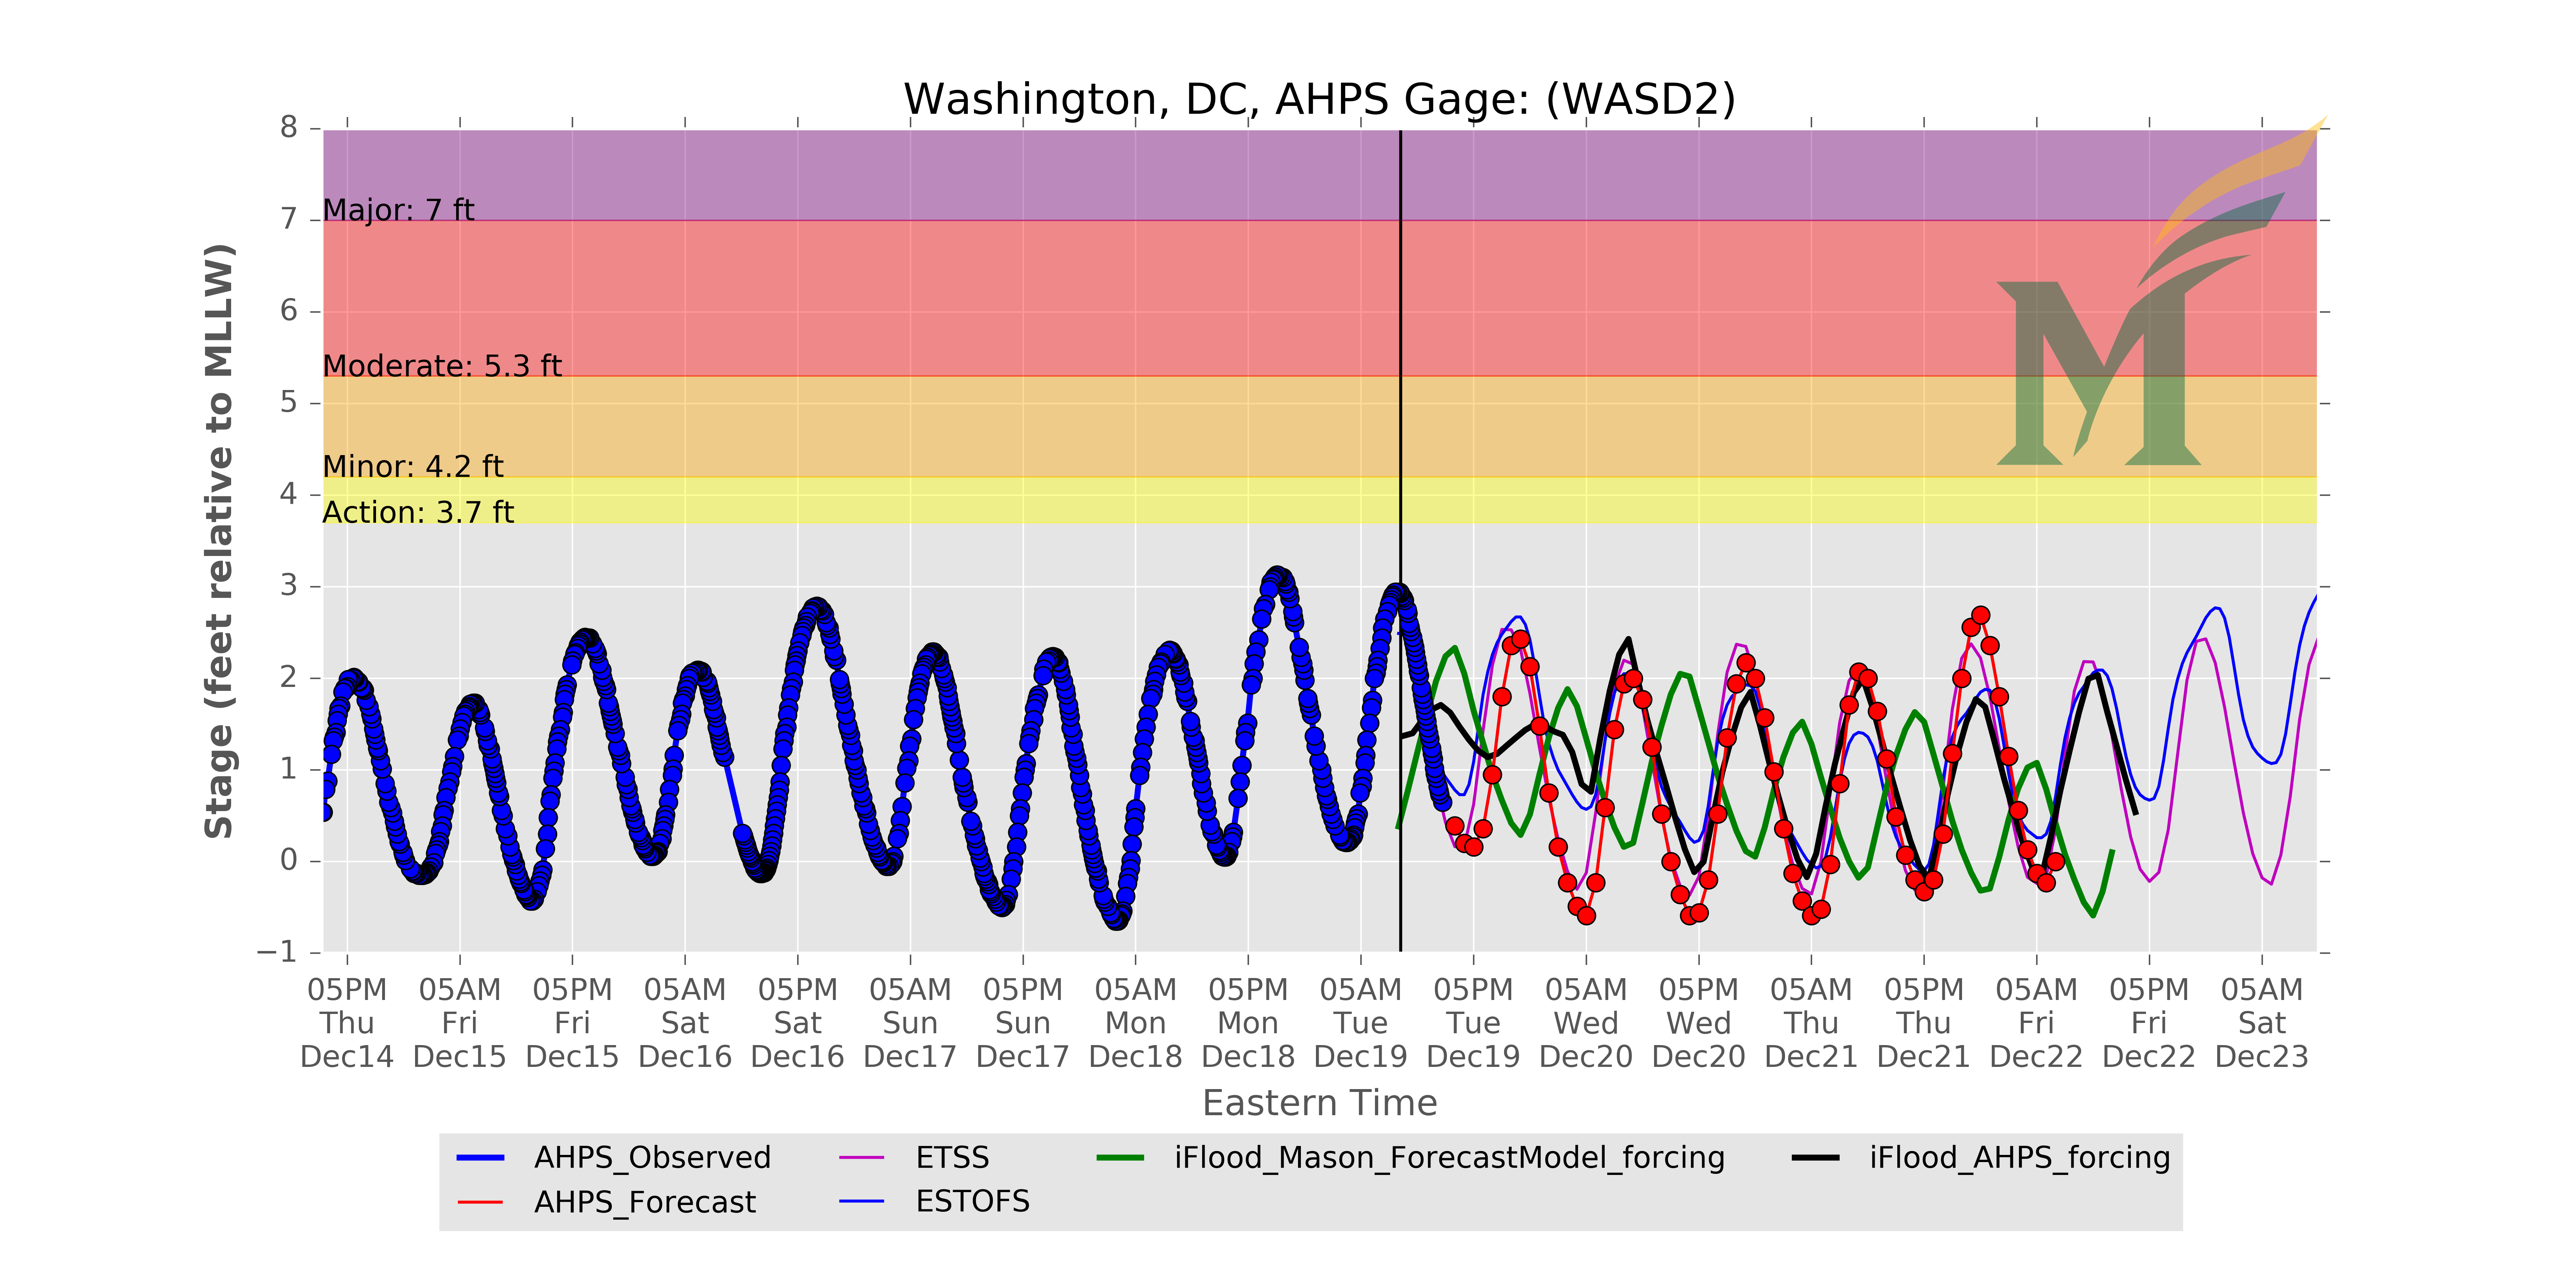 Washington, DC, AHPS Gage: (WASD2)
Stage (feet relative to MLLW)
8
7
6
5
4
3
2
1
0
−1
Major: 7 ft
Moderate: 5.3 ft
Minor: 4.2 ft
Action: 3.7 ft
M
05PM 05AM 05PM 05AM 05PM 05AM 05PM 05AM 05PM 05AM 05PM 05AM 05PM 05AM 05PM 05AM 05PM 05AM
Thu Fri Fri Sat Sat Sun Sun Mon Mon Tue Tue Wed Wed Thu Thu Fri Fri Sat
Dec14 Dec15 Dec15 Dec16 Dec16 Dec17 Dec17 Dec18 Dec18 Dec19 Dec19 Dec20 Dec20 Dec21 Dec21 Dec22 Dec22 Dec23
Eastern Time
AHPS_Observed ETSS iFlood_Mason_ForecastModel_forcing iFlood_AHPS_forcing
AHPS_Forecast ESTOFS